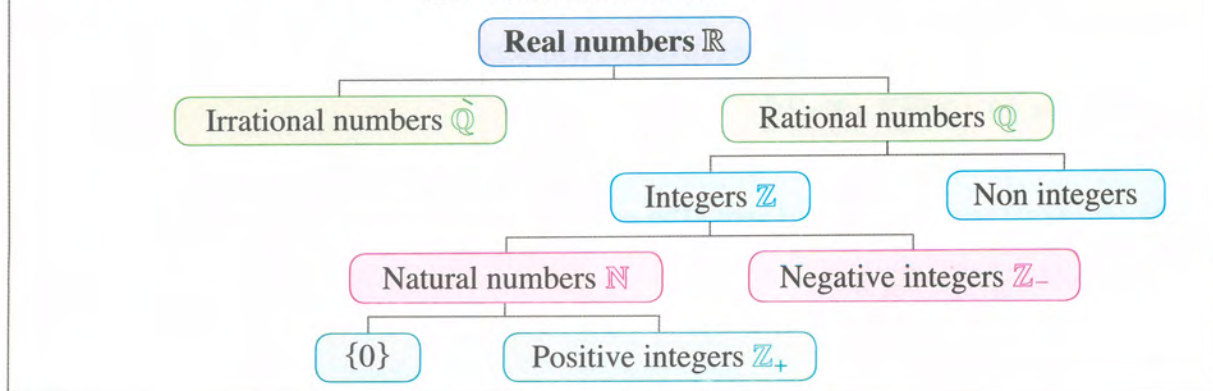 Real numbers ℝ
Irrational numbers ℚ̀
Rational numbers ℚ
Integers ℤ
Non integers
Natural numbers ℕ
Negative integers ℤ₋
{0}
Positive integers ℤ₊